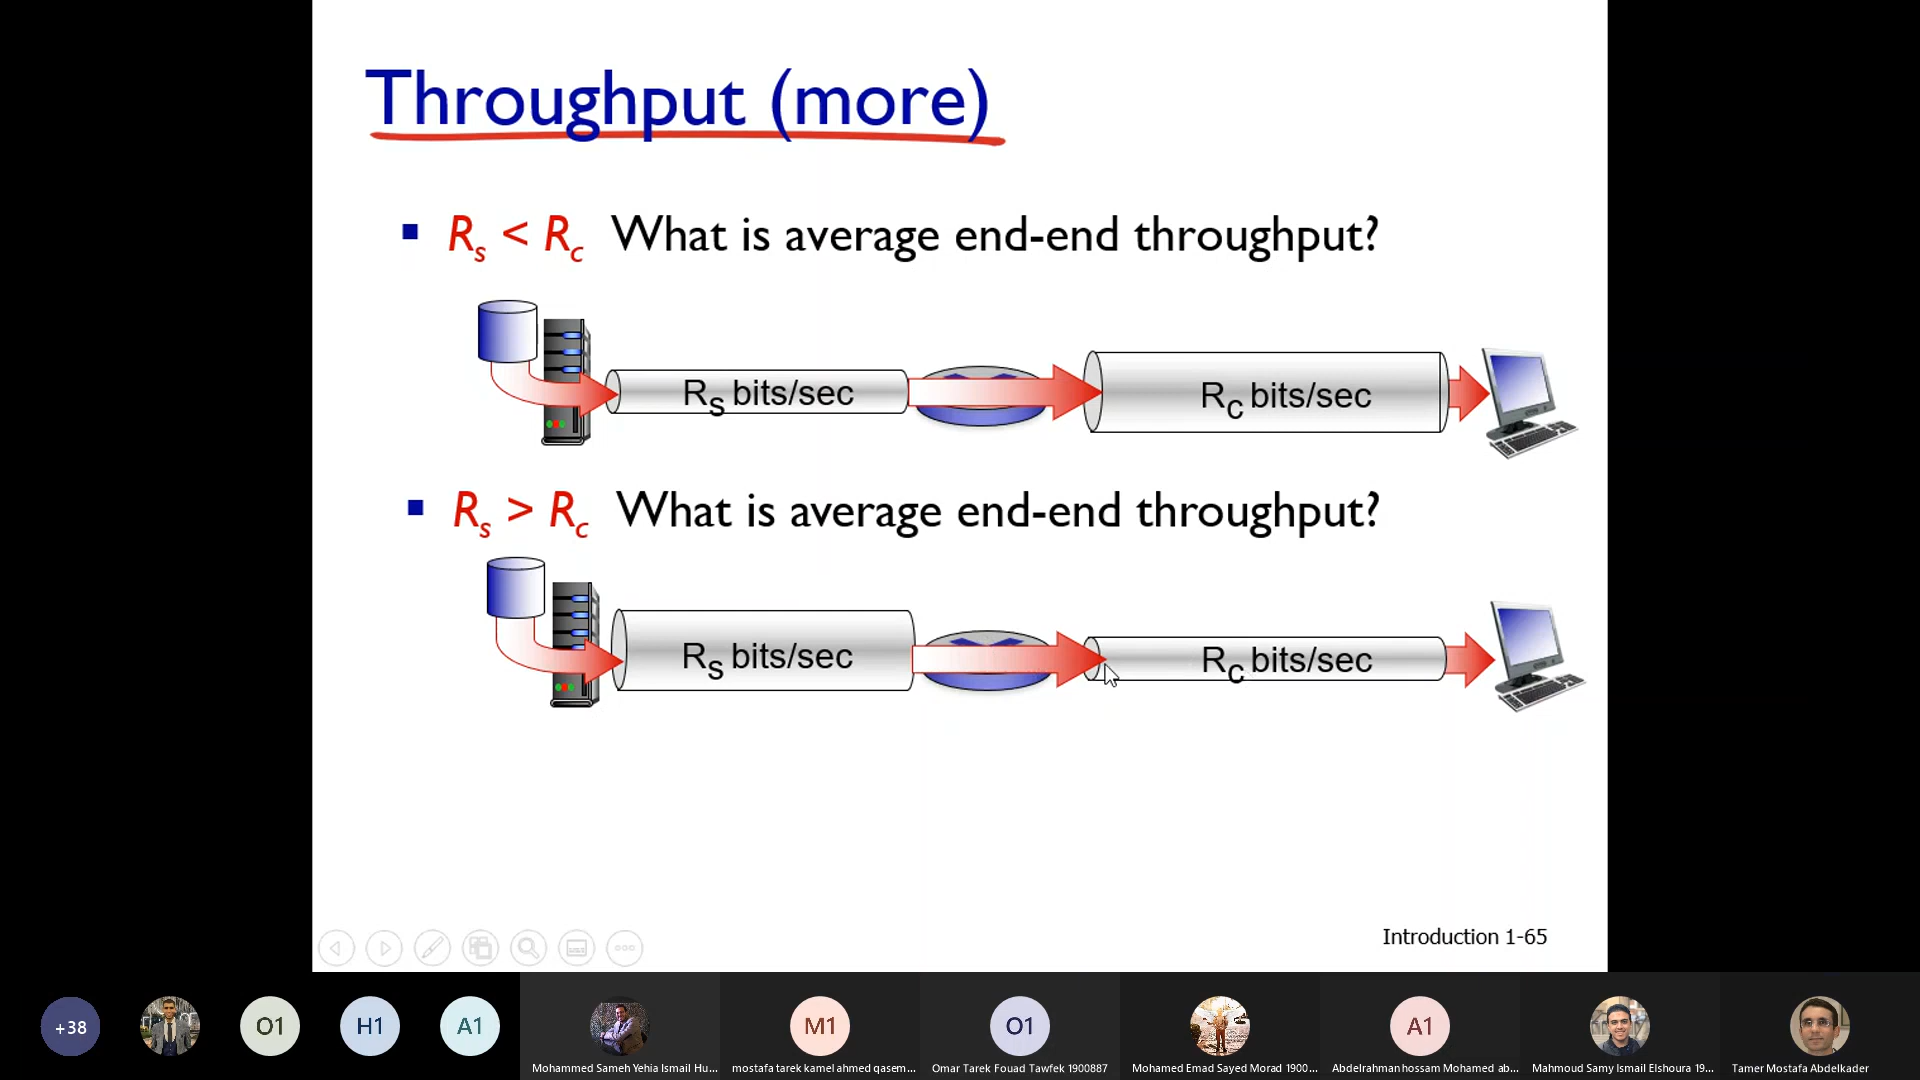 Throughput (more)
Rs < Rc What is average end-end throughput?
Rs bits/sec
Rc bits/sec
Rs > Rc What is average end-end throughput?
Rs bits/sec
Rc bits/sec
Introduction 1-65
+38
O1
H1
A1
M1
O1
A1
Mohammed Sameh Yehia Ismail Hu...
mostafa tarek kamel ahmed qasem...
Omar Tarek Fouad Tawfek 1900887
Mohamed Emad Sayed Morad 1900...
Abdelrahman hossam Mohamed ab...
Mahmoud Samy Ismail Elshoura 19...
Tamer Mostafa Abdelkader